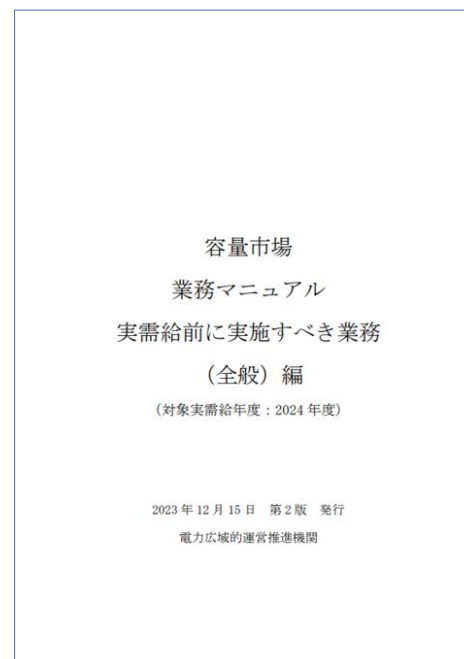 容量市場
業務マニュアル
実需給前に実施すべき業務
（全般）編
（対象実需給年度：2024 年度）
2023 年 12 月 15 日　第 2 版　発行
電力広域的運営推進機関